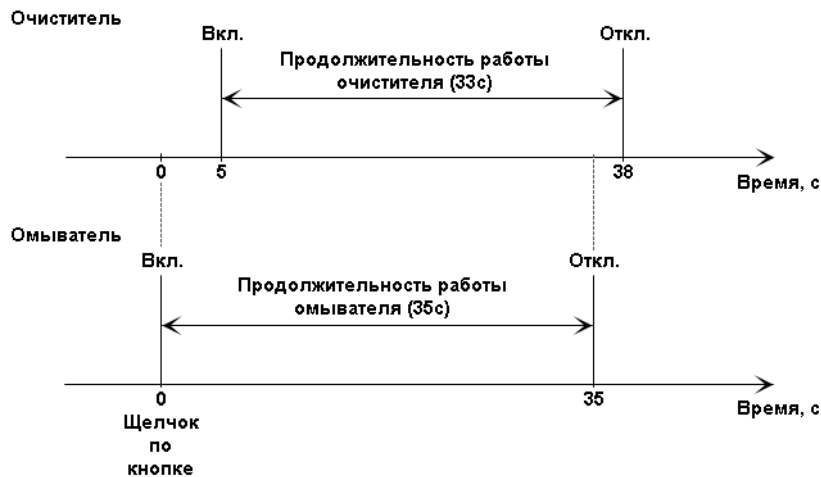 Очиститель
Вкл.
Откл.
Продолжительность работы
очистителя (33с)
0
5
38
Время, с
Омыватель
Вкл.
Откл.
Продолжительность работы
омывателя (35с)
0
35
Время, с
Щелчок
по
кнопке